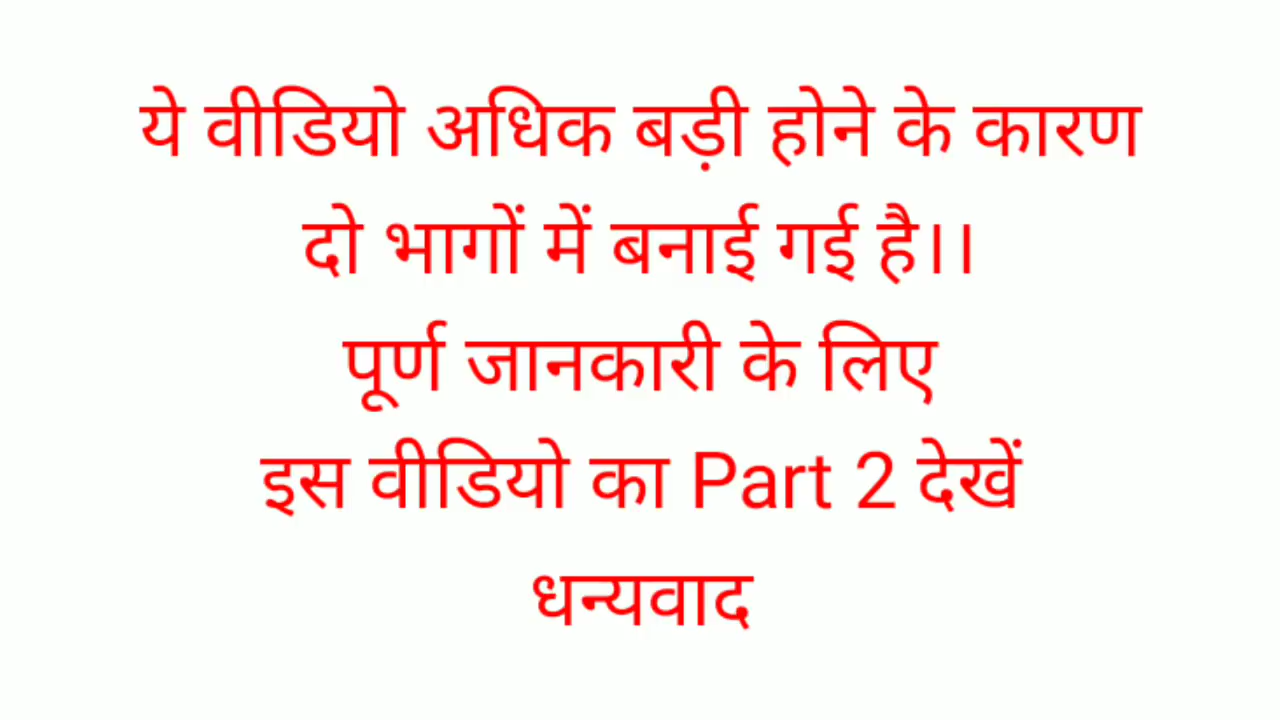 ये वीडियो अधिक बड़ी होने के कारण
दो भागों में बनाई गई है।।
पूर्ण जानकारी के लिए
इस वीडियो का Part 2 देखें
धन्यवाद